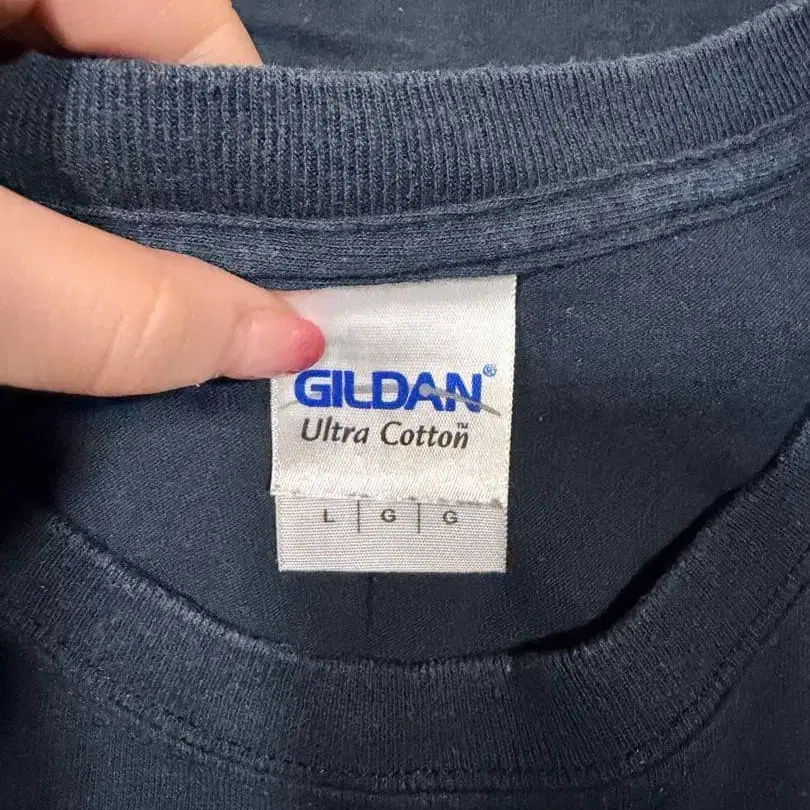 GILDAN®
Ultra Cotton™
L | G | G